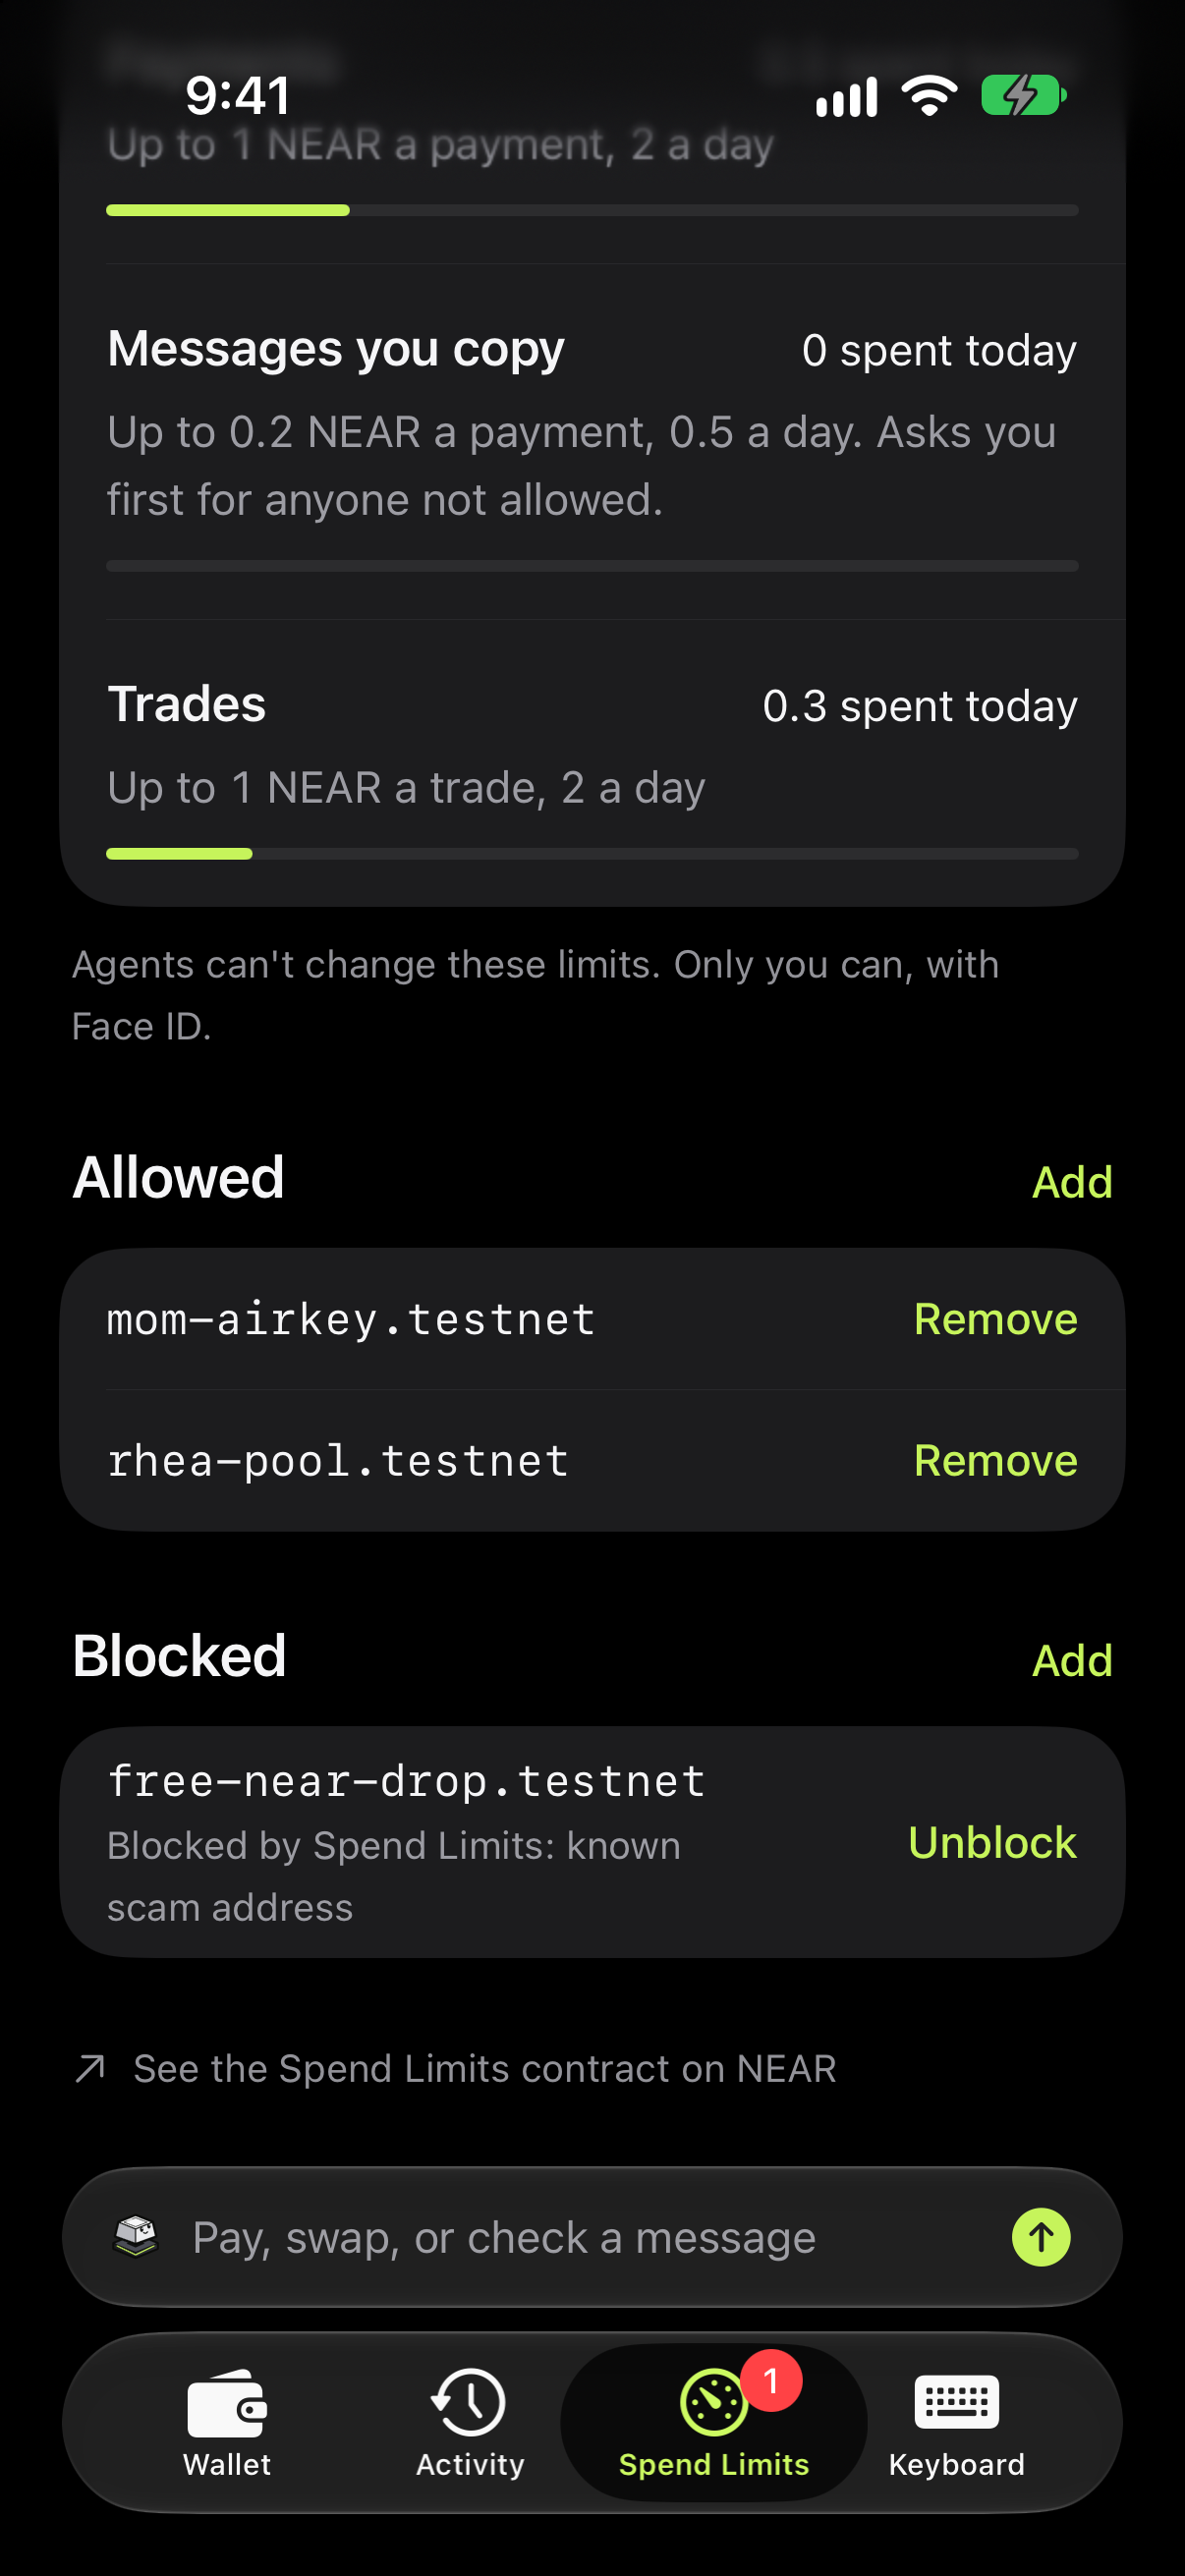 9:41
Up to 1 NEAR a payment, 2 a day
Messages you copy
0 spent today
Up to 0.2 NEAR a payment, 0.5 a day. Asks you
first for anyone not allowed.
Trades
0.3 spent today
Up to 1 NEAR a trade, 2 a day
Agents can't change these limits. Only you can, with
Face ID.
Allowed
Add
mom-airkey.testnet
Remove
rhea-pool.testnet
Remove
Blocked
Add
free-near-drop.testnet
Blocked by Spend Limits: known
scam address
Unblock
See the Spend Limits contract on NEAR
Pay, swap, or check a message
1
Wallet
Activity
Spend Limits
Keyboard